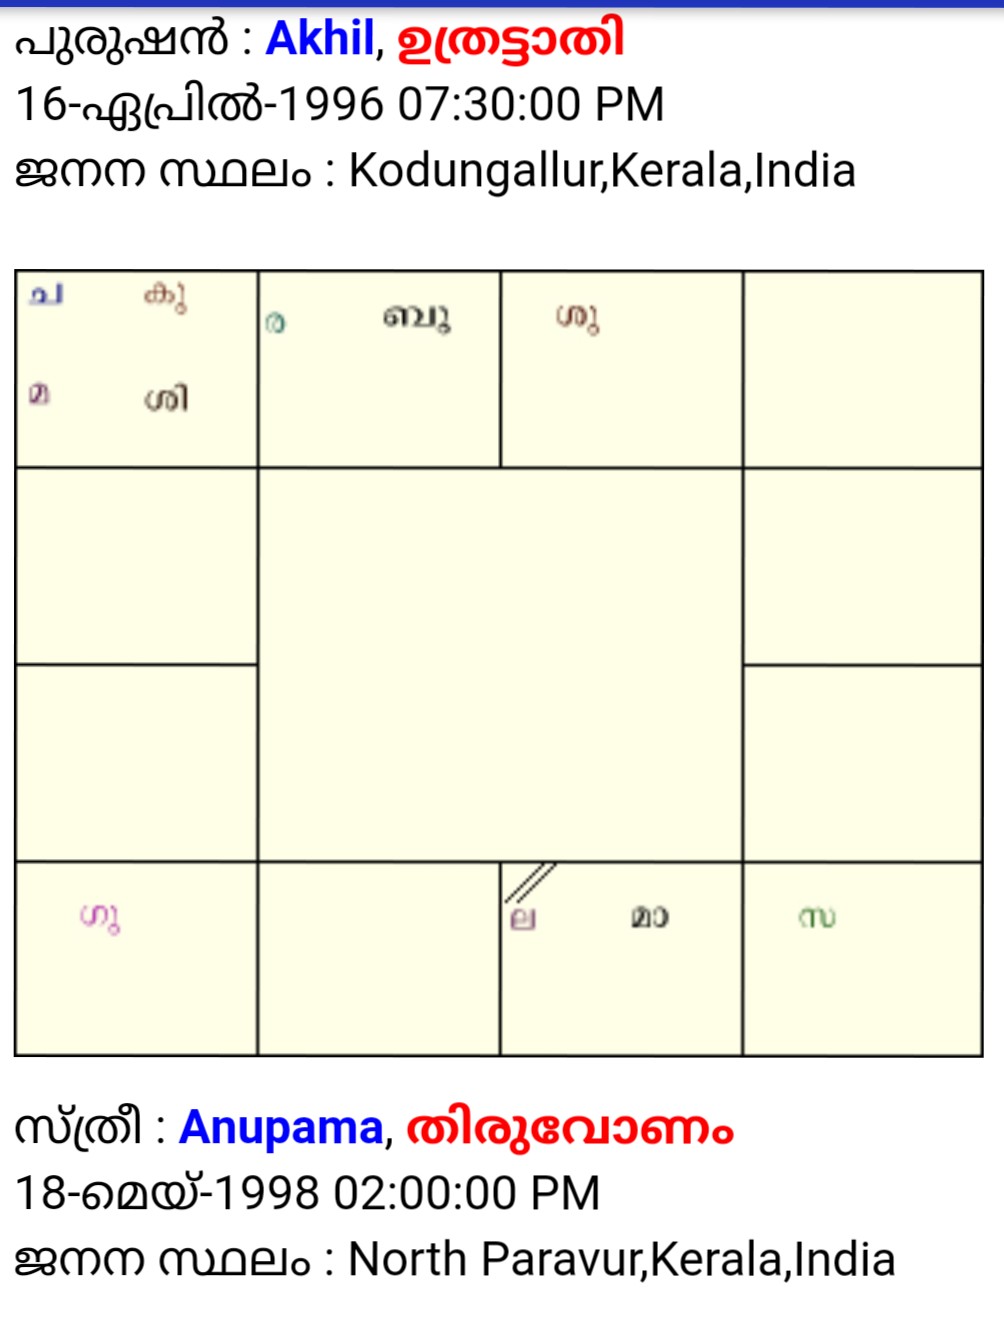 പുരുഷൻ : Akhil, ഉത്രട്ടാതി
16-ഏപ്രിൽ-1996 07:30:00 PM
ജനന സ്ഥലം : Kodungallur,Kerala,India
ച കു
ര ബു
ശു
മ ശി
ഗു
ല മാ
സ
സ്ത്രീ : Anupama, തിരുവോണം
18-മെയ്-1998 02:00:00 PM
ജനന സ്ഥലം : North Paravur,Kerala,India